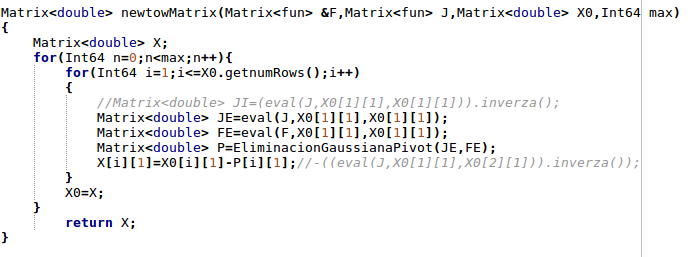 Matrix<double> newtowMatrix(Matrix<fun> &F,Matrix<fun> J,Matrix<double> X0,Int64 max)
{
    Matrix<double> X;
    for(Int64 n=0;n<max;n++){
        for(Int64 i=1;i<=X0.getnumRows();i++)
        {
            //Matrix<double> JI=(eval(J,X0[1][1],X0[1][1])).inverza();
            Matrix<double> JE=eval(J,X0[1][1],X0[1][1]);
            Matrix<double> FE=eval(F,X0[1][1],X0[1][1]);
            Matrix<double> P=EliminacionGaussianaPivot(JE,FE);
            X[i][1]=X0[i][1]-P[i][1];//-((eval(J,X0[1][1],X0[2][1])).inverza());
        }
        X0=X;
    }
        return X;
}